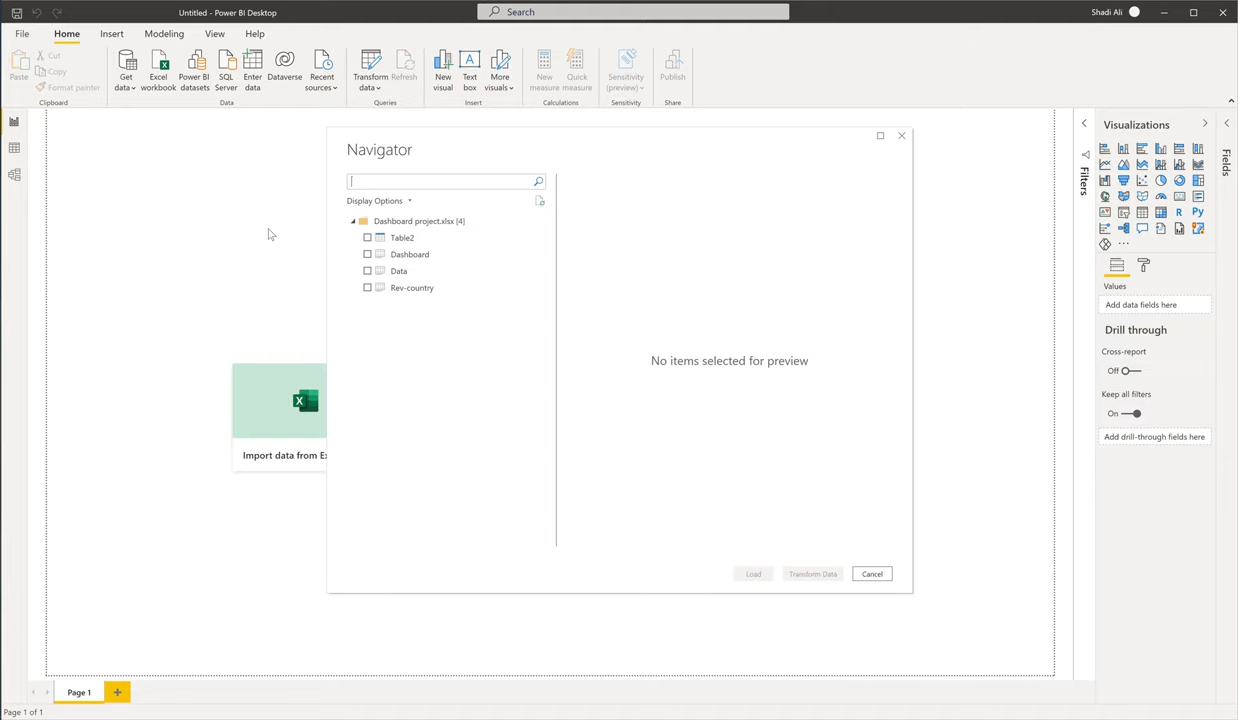 Untitled - Power BI Desktop
Search
Shadi Ali
File
Home
Insert
Modeling
View
Help
Paste
Cut
Copy
Format painter
Clipboard
Get data
Excel workbook
Power BI datasets
SQL Server
Enter data
Dataverse
Recent sources
Data
Transform data
Refresh
Queries
New visual
Text box
More visuals
Insert
New measure
Quick measure
Calculations
Sensitivity (preview)
Sensitivity
Publish
Share
Navigator
Display Options
Dashboard project.xlsx [4]
Table2
Dashboard
Data
Rev-country
No items selected for preview
Load
Transform Data
Cancel
Import data from Ex
Filters
Visualizations
R
Py
Values
Add data fields here
Drill through
Cross-report
Off
Keep all filters
On
Add drill-through fields here
Fields
Page 1
Page 1 of 1